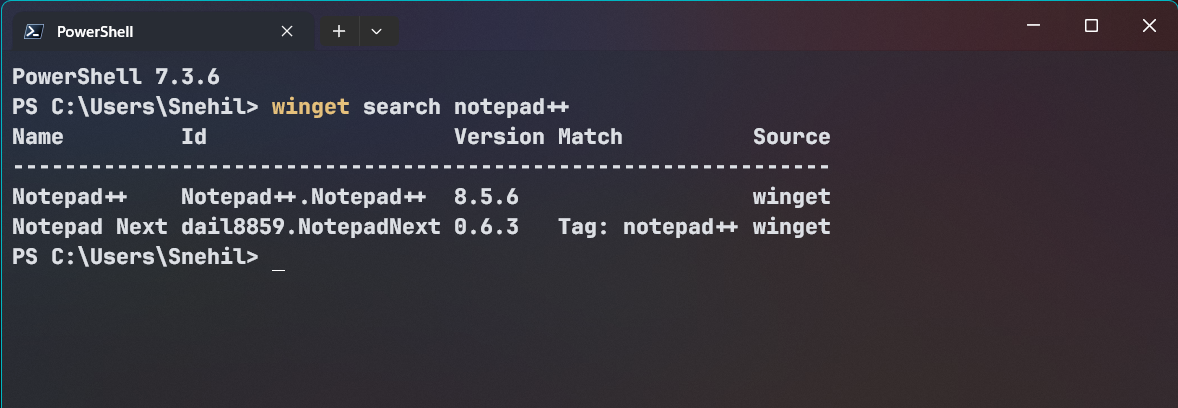 PowerShell
PowerShell 7.3.6
PS C:\Users\Snehil> winget search notepad++
Name         Id                   Version Match          Source
---------------------------------------------------------------
Notepad++    Notepad++.Notepad++  8.5.6                  winget
Notepad Next dail8859.NotepadNext 0.6.3   Tag: notepad++ winget
PS C:\Users\Snehil> _